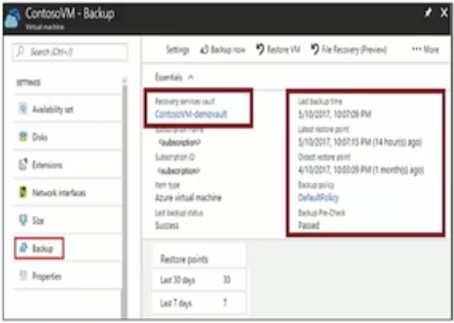 ContosoVM - Backup
Virtual machine
Search (Ctrl+/)
SETTINGS
Availability set
Disks
Extensions
Network interfaces
Size
Backup
Properties
Settings Backup now Restore VM File Recovery (Preview) ··· More
Essentials
Recovery services vault
ContosoVM-demovault
Subscription name
<subscription>
Subscription ID
<subscription>
Item type
Azure virtual machine
Last backup status
Success
Last backup time
5/10/2017, 10:07:09 PM
Latest restore point
5/10/2017, 10:07:15 PM (14 hour(s) ago)
Oldest restore point
4/10/2017, 10:03:09 PM (1 month(s) ago)
Backup policy
DefaultPolicy
Backup Pre-Check
Passed
Restore points
Last 30 days 30
Last 7 days 7